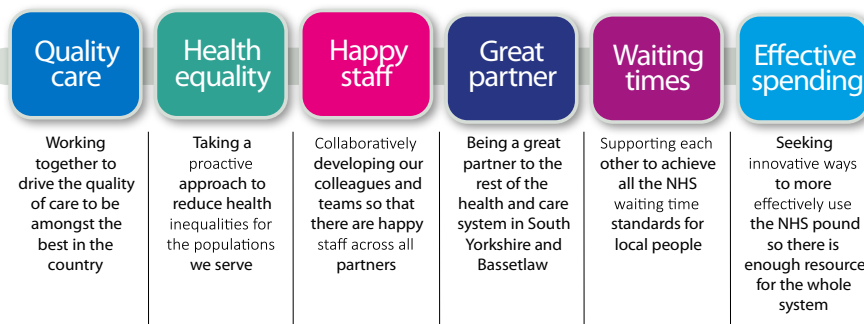 Quality
care
Health
equality
Happy
staff
Great
partner
Waiting
times
Effective
spending
Working
together to
drive the quality
of care to be
amongst the
best in the
country
Taking a
proactive
approach to
reduce health
inequalities for
the populations
we serve
Collaboratively
developing our
colleagues and
teams so that
there are happy
staff across all
partners
Being a great
partner to the
rest of the
health and care
system in South
Yorkshire and
Bassetlaw
Supporting each
other to achieve
all the NHS
waiting time
standards for
local people
Seeking
innovative ways
to more
effectively use
the NHS pound
so there is
enough resource
for the whole
system